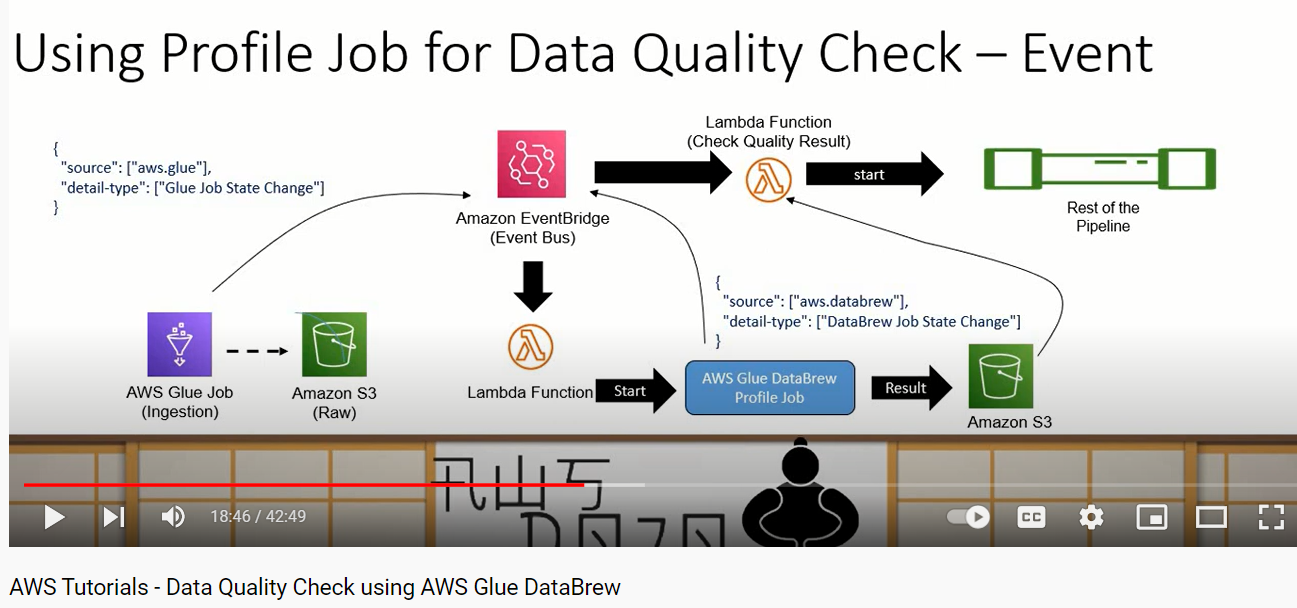 Using Profile Job for Data Quality Check – Event
{
"source": ["aws.glue"],
"detail-type": ["Glue Job State Change"]
}
Amazon EventBridge
(Event Bus)
Lambda Function
(Check Quality Result)
start
Rest of the
Pipeline
{
"source": ["aws.databrew"],
"detail-type": ["DataBrew Job State Change"]
}
AWS Glue Job
(Ingestion)
Amazon S3
(Raw)
Lambda Function
Start
AWS Glue DataBrew
Profile Job
Result
Amazon S3
18:46 / 42:49
CC
AWS Tutorials - Data Quality Check using AWS Glue DataBrew